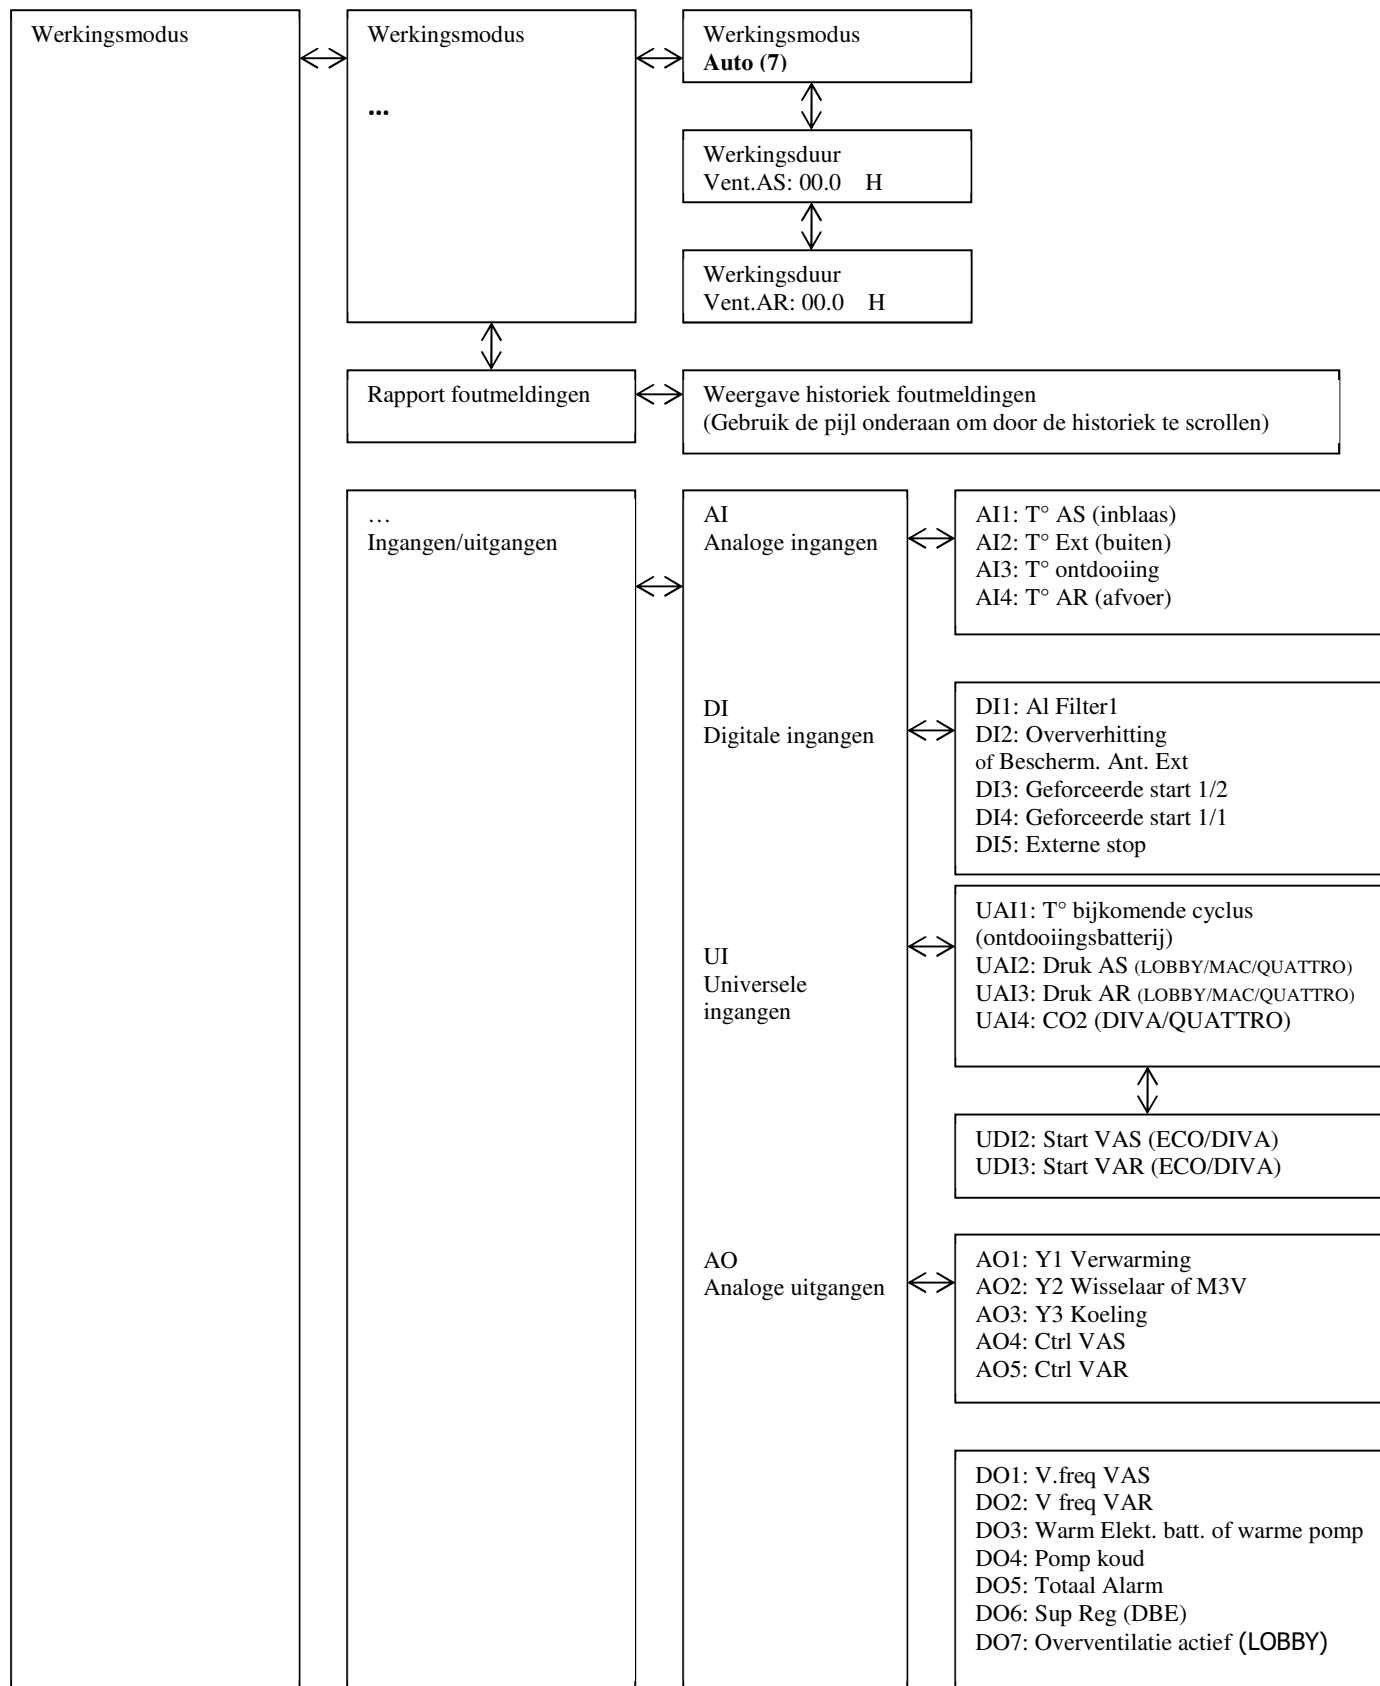 Werkingsmodus
Werkingsmodus
...
Werkingsmodus
Auto (7)
Werkingsduur
Vent.AS: 00.0 H
Werkingsduur
Vent.AR: 00.0 H
Rapport foutmeldingen
Weergave historiek foutmeldingen
(Gebruik de pijl onderaan om door de historiek te scrollen)
…
Ingangen/uitgangen
AI
Analoge ingangen
AI1: T° AS (inblaas)
AI2: T° Ext (buiten)
AI3: T° ontdooiing
AI4: T° AR (afvoer)
DI
Digitale ingangen
DI1: Al Filter1
DI2: Oververhitting
of Bescherm. Ant. Ext
DI3: Geforceerde start 1/2
DI4: Geforceerde start 1/1
DI5: Externe stop
UI
Universele
ingangen
UAI1: T° bijkomende cyclus
(ontdooiingsbatterij)
UAI2: Druk AS (LOBBY/MAC/QUATTRO)
UAI3: Druk AR (LOBBY/MAC/QUATTRO)
UAI4: CO2 (DIVA/QUATTRO)
UDI2: Start VAS (ECO/DIVA)
UDI3: Start VAR (ECO/DIVA)
AO
Analoge uitgangen
AO1: Y1 Verwarming
AO2: Y2 Wisselaar of M3V
AO3: Y3 Koeling
AO4: Ctrl VAS
AO5: Ctrl VAR
DO1: V.freq VAS
DO2: V freq VAR
DO3: Warm Elekt. batt. of warme pomp
DO4: Pomp koud
DO5: Totaal Alarm
DO6: Sup Reg (DBE)
DO7: Overventilatie actief (LOBBY)